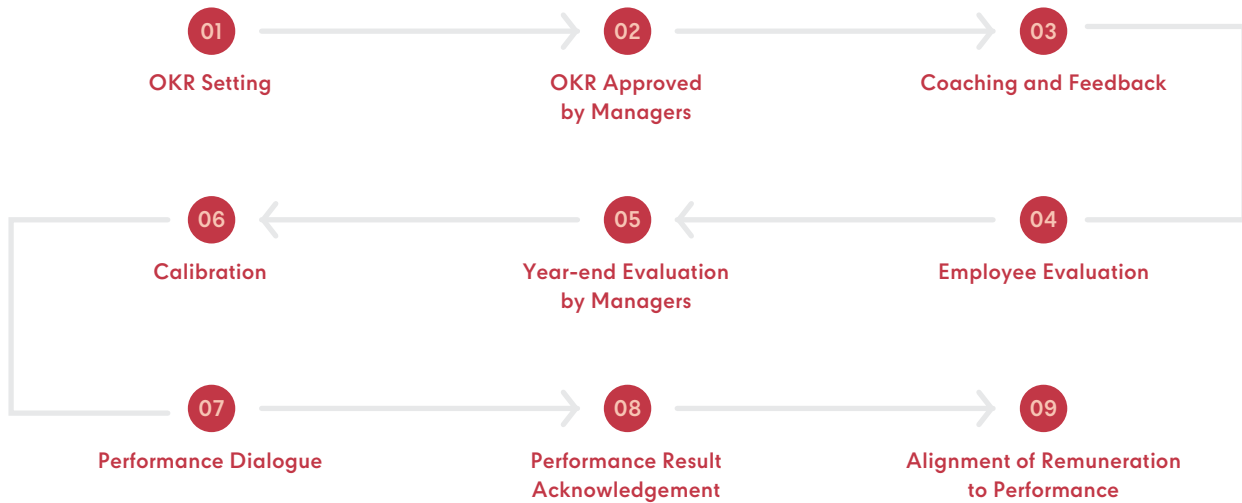 01
OKR Setting
02
OKR Approved
by Managers
03
Coaching and Feedback
04
Employee Evaluation
05
Year-end Evaluation
by Managers
06
Calibration
07
Performance Dialogue
08
Performance Result
Acknowledgement
09
Alignment of Remuneration
to Performance